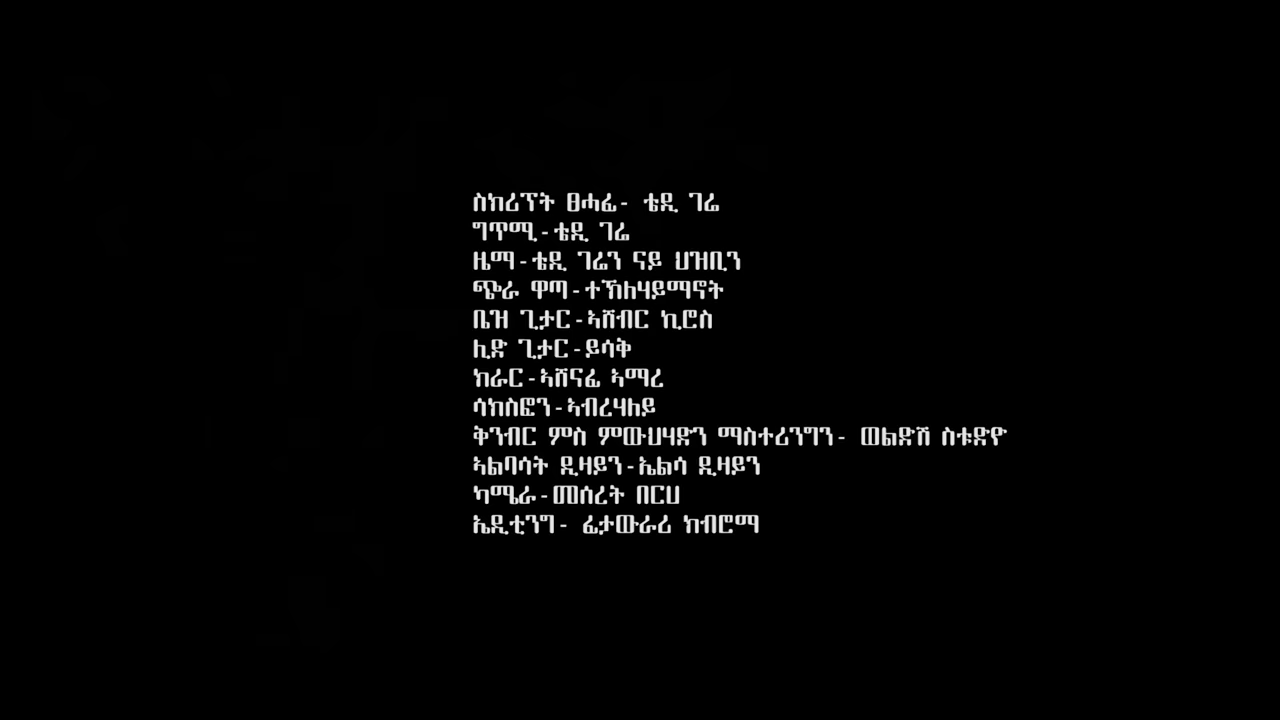 ስክሪፕት ፀሓፊ- ቴዲ ገሬ
ግጥሚ-ቴዲ ገሬ
ዜማ-ቴዲ ገሬን ናይ ህዝቢን
ጭራ ዋጣ-ተኽለሃይማኖት
ቤዝ ጊታር-ኣሸብር ኪሮስ
ሊድ ጊታር-ይሳቅ
ክራር-ኣሸናፊ ኣማረ
ሳክስፎን-ኣብረሃለይ
ቅንብር ምስ ምውህሃድን ማስተሪንግን- ወልድሽ ስቱድዮ
ኣልባሳት ዲዛይን-ኤልሳ ዲዛይን
ካሜራ-መሰረት በርሀ
ኤዲቲንግ- ፊታውራሪ ክብሮማ